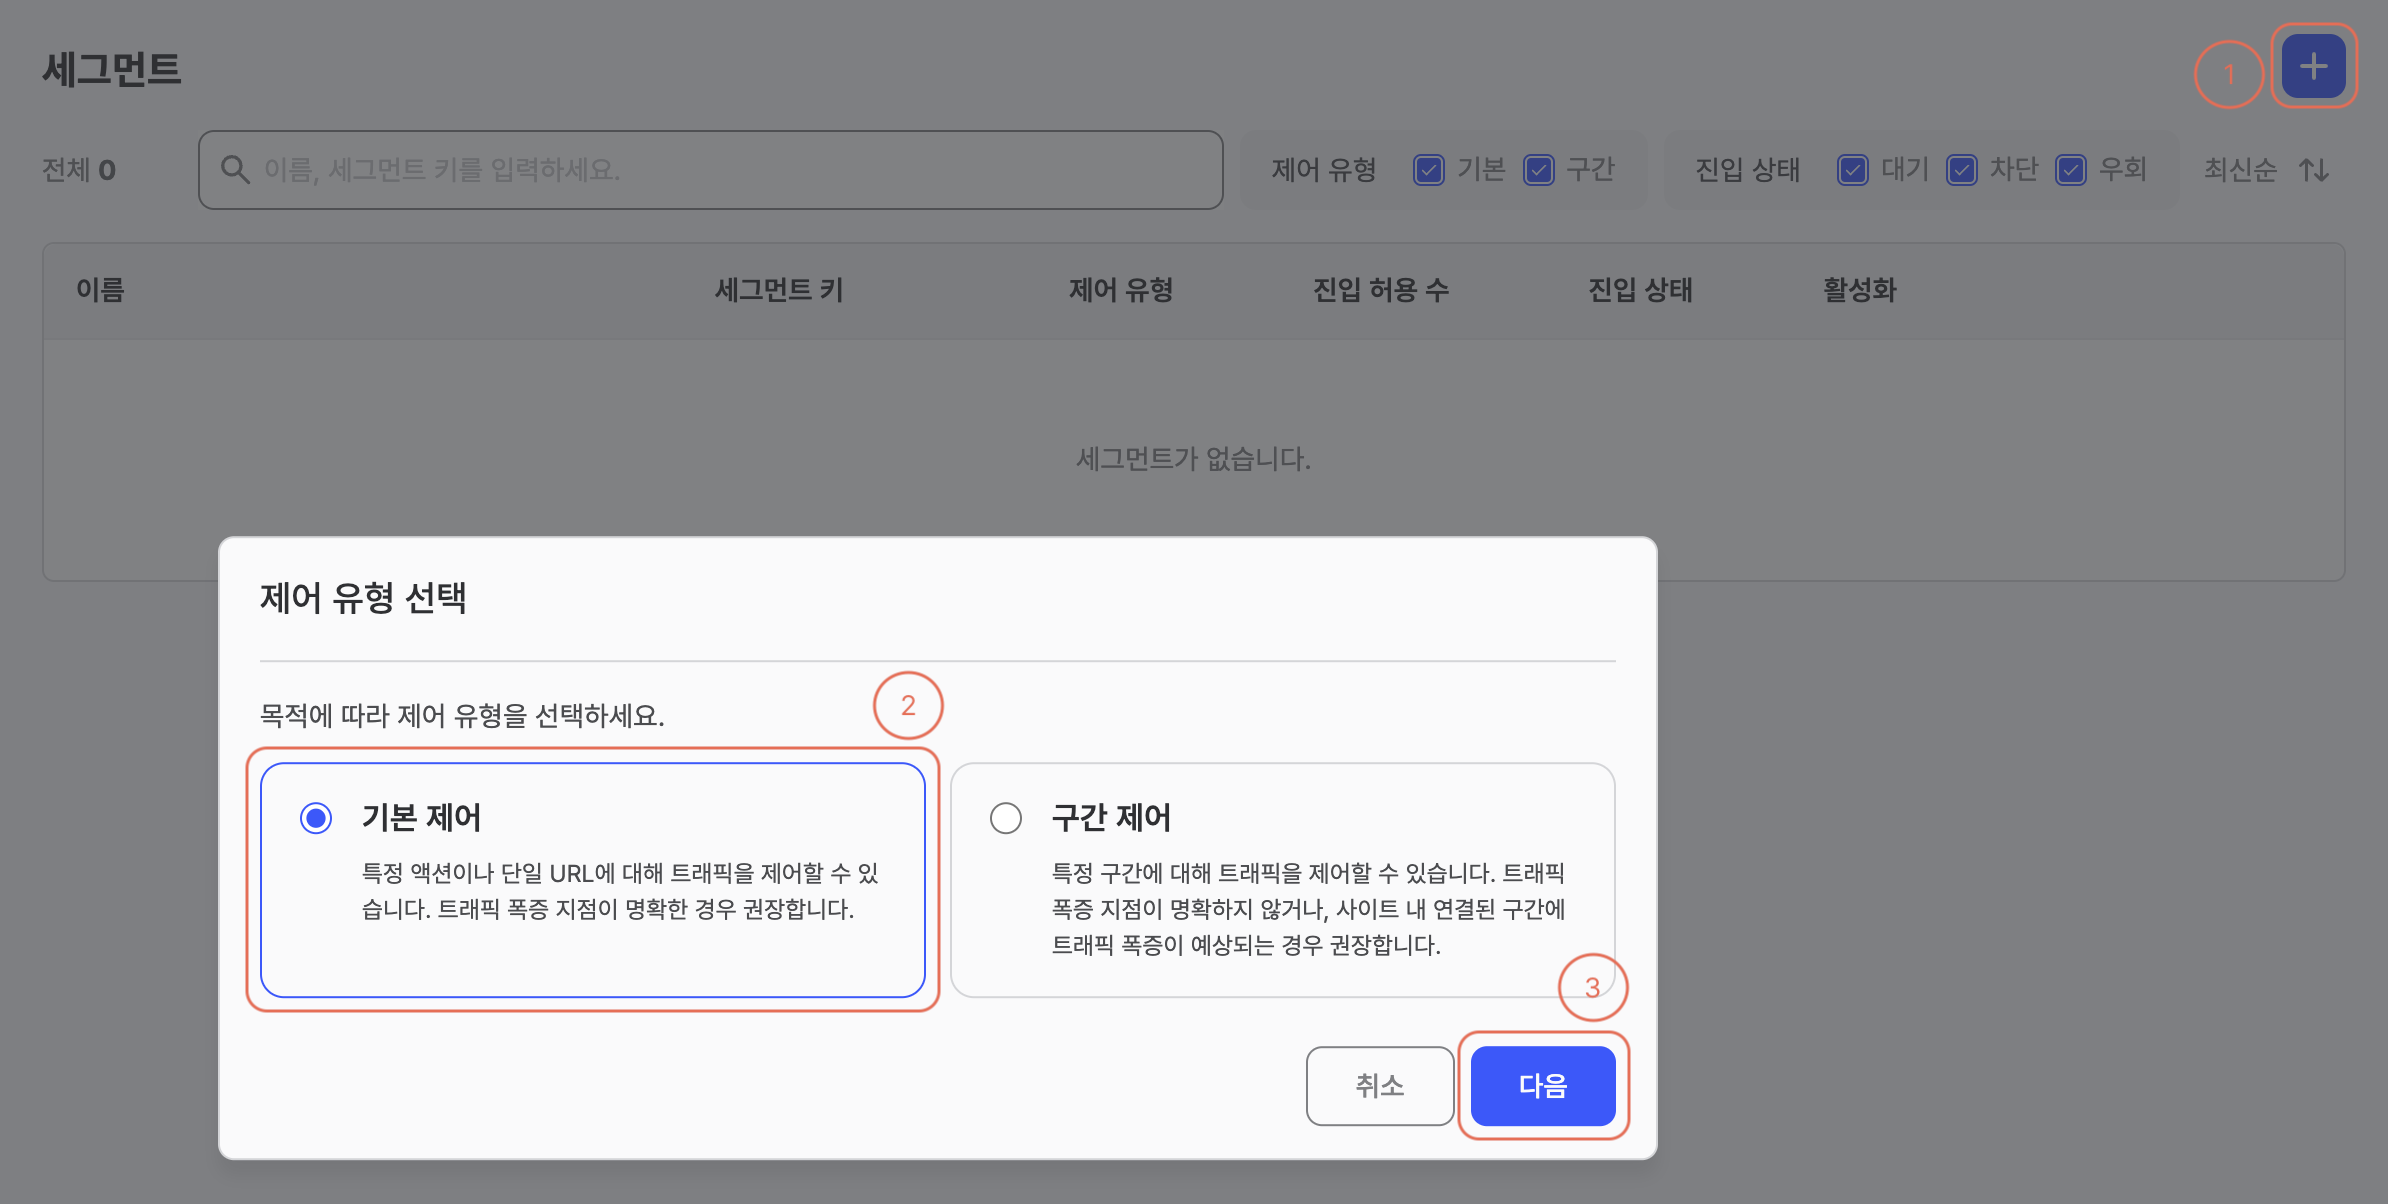 세그먼트
1
전체 0
이름, 세그먼트 키를 입력하세요.
제어 유형 기본 구간
진입 상태 대기 차단 우회
최신순
이름 세그먼트 키 제어 유형 진입 허용 수 진입 상태 활성화
세그먼트가 없습니다.
제어 유형 선택
목적에 따라 제어 유형을 선택하세요.
2
기본 제어
특정 액션이나 단일 URL에 대해 트래픽을 제어할 수 있
습니다. 트래픽 폭증 지점이 명확한 경우 권장합니다.
구간 제어
특정 구간에 대해 트래픽을 제어할 수 있습니다. 트래픽
폭증 지점이 명확하지 않거나, 사이트 내 연결된 구간에
트래픽 폭증이 예상되는 경우 권장합니다.
3
취소
다음